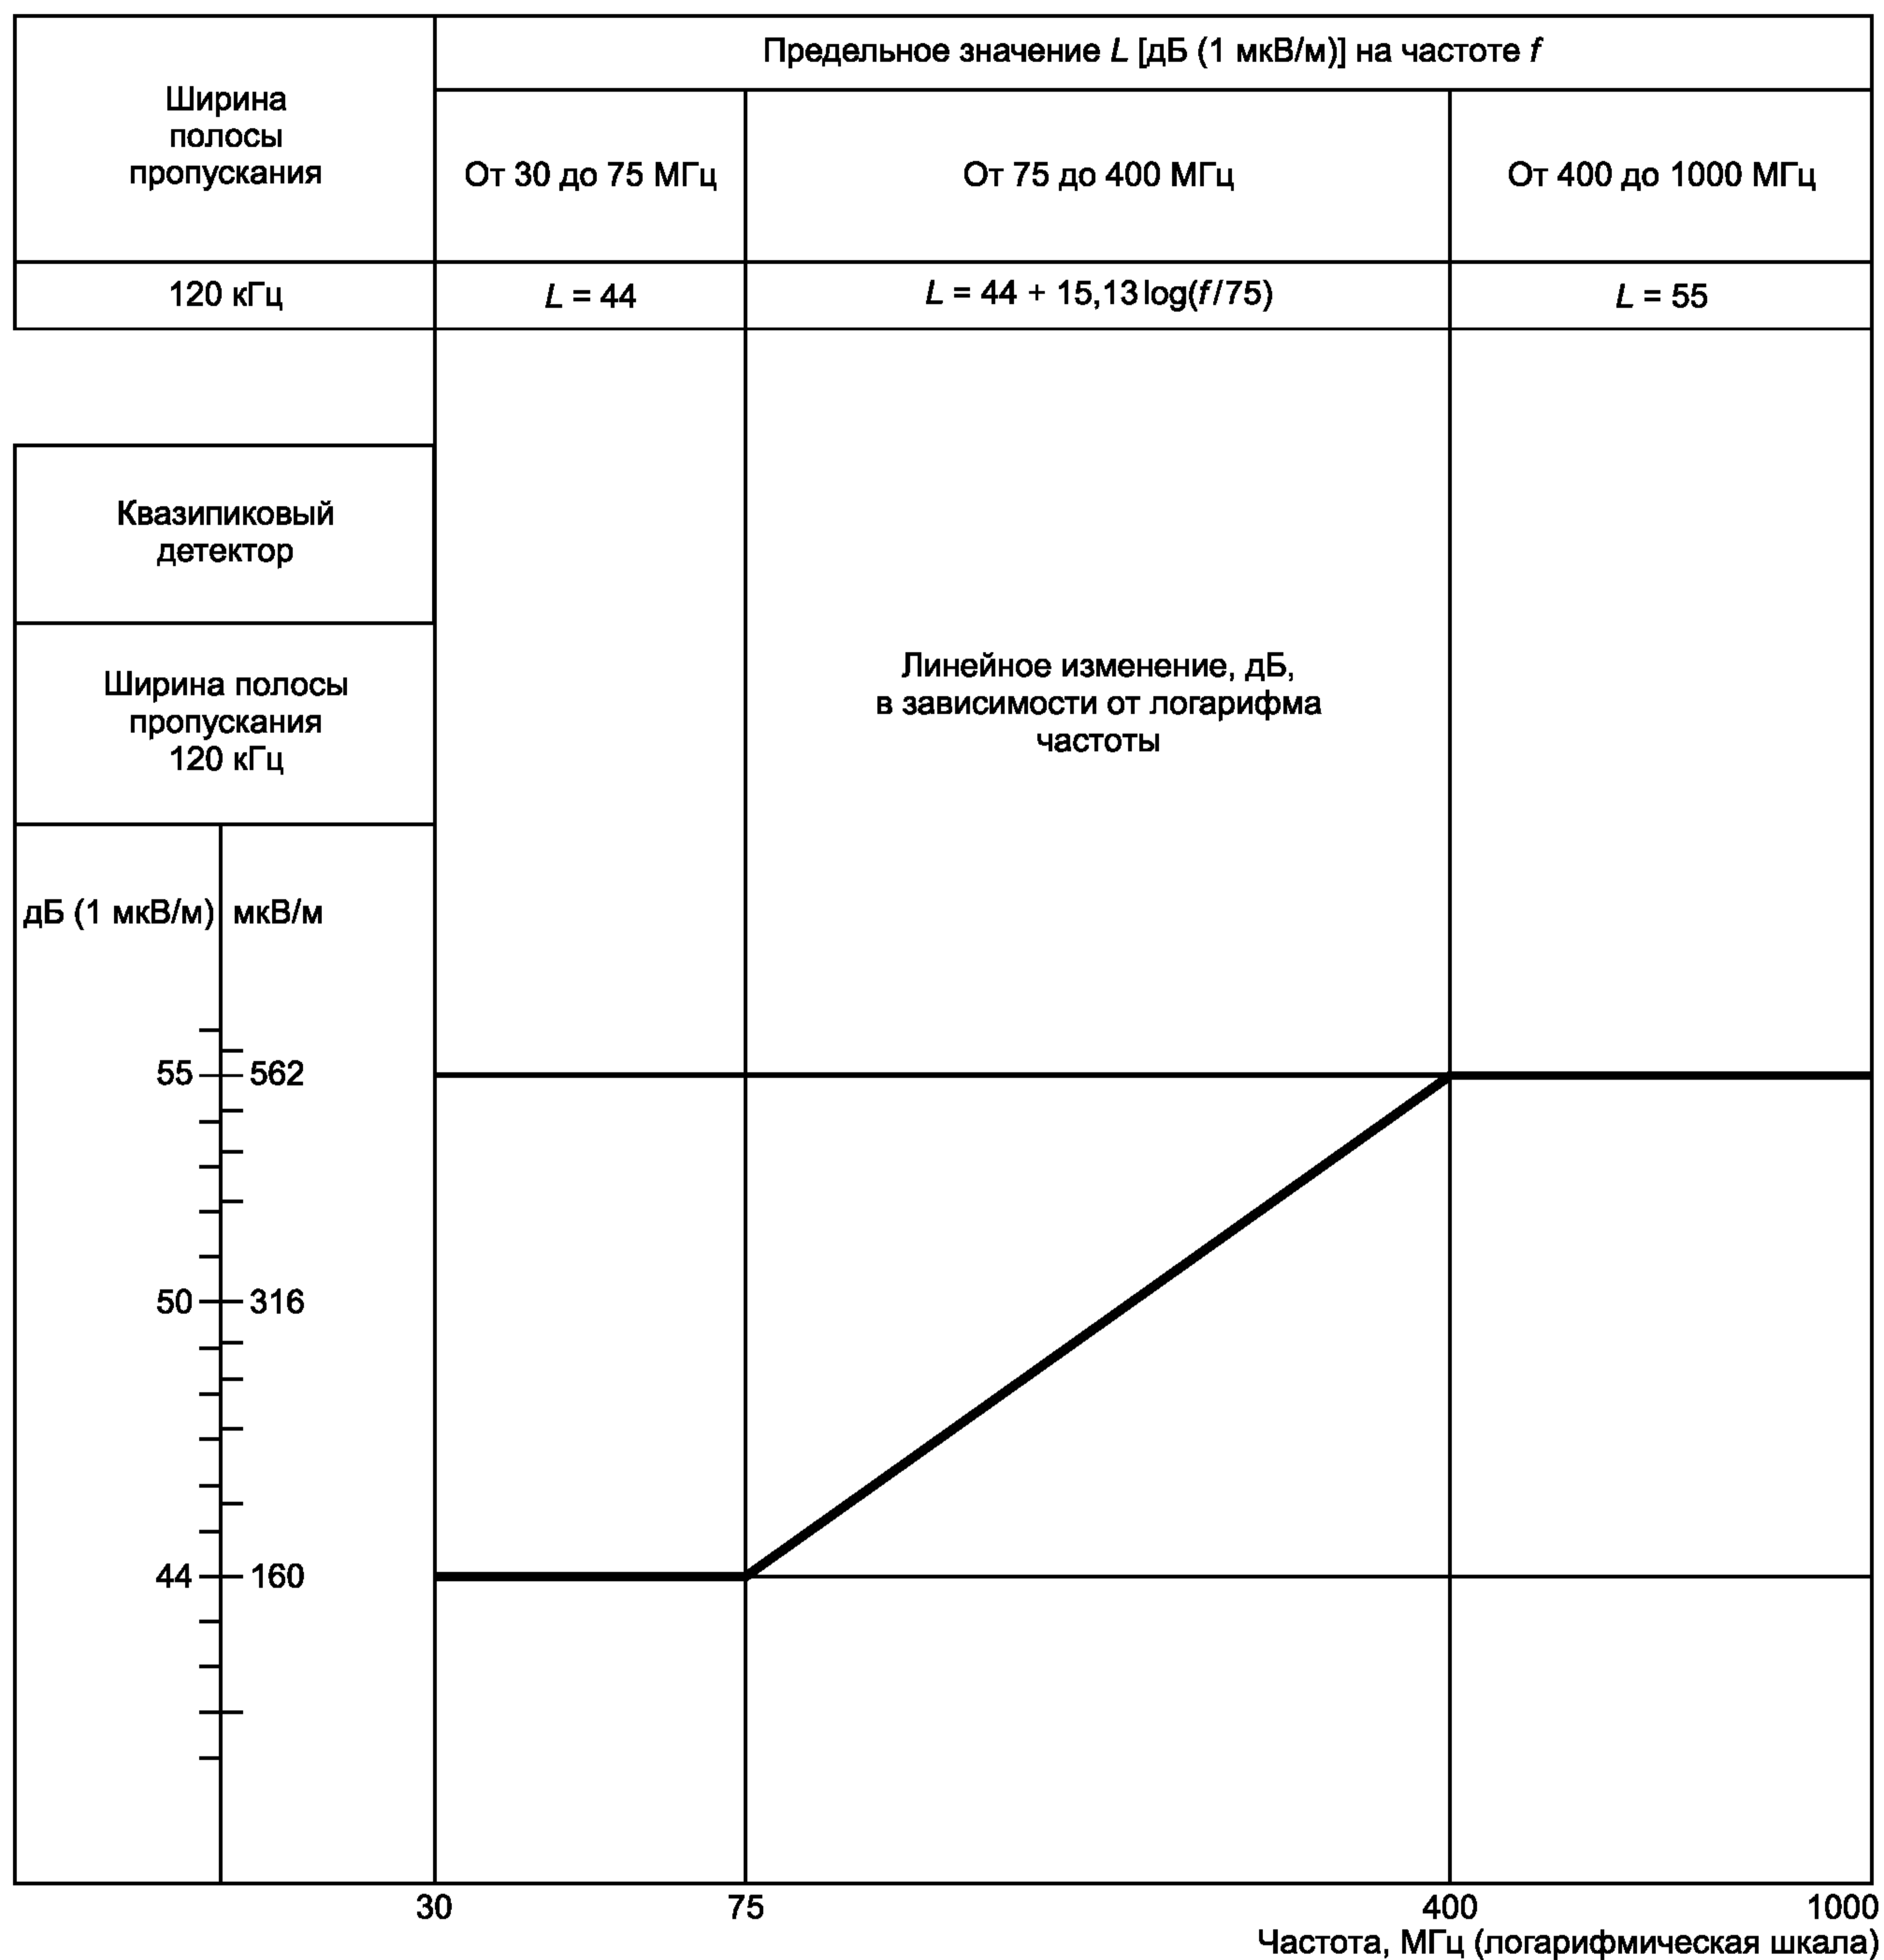 Предельное значение L [дБ (1 мкВ/м)] на частоте f
Ширина
полосы
пропускания
От 30 до 75 МГц
От 75 до 400 МГц
От 400 до 1000 МГц
120 кГц
L = 44
L = 44 + 15,13 log(f/75)
L = 55
Квазипиковый
детектор
Ширина полосы
пропускания
120 кГц
Линейное изменение, дБ,
в зависимости от логарифма
частоты
дБ (1 мкВ/м) мкВ/м
55 562
50 316
44 160
30 75 400 1000
Частота, МГц (логарифмическая шкала)